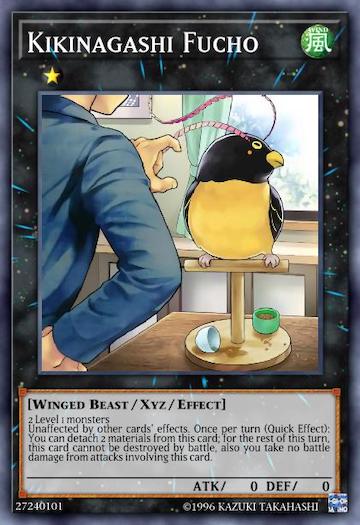 KIKINAGASHI FUCHO
WIND
風
[WINGED BEAST / XYZ / EFFECT]
2 Level 1 monsters
Unaffected by other cards' effects. Once per turn (Quick Effect):
You can detach 2 materials from this card; for the rest of this turn,
this card cannot be destroyed by battle, also you take no battle
damage from attacks involving this card.
ATK/ 0 DEF/ 0
27240101 ©1996 KAZUKI TAKAHASHI